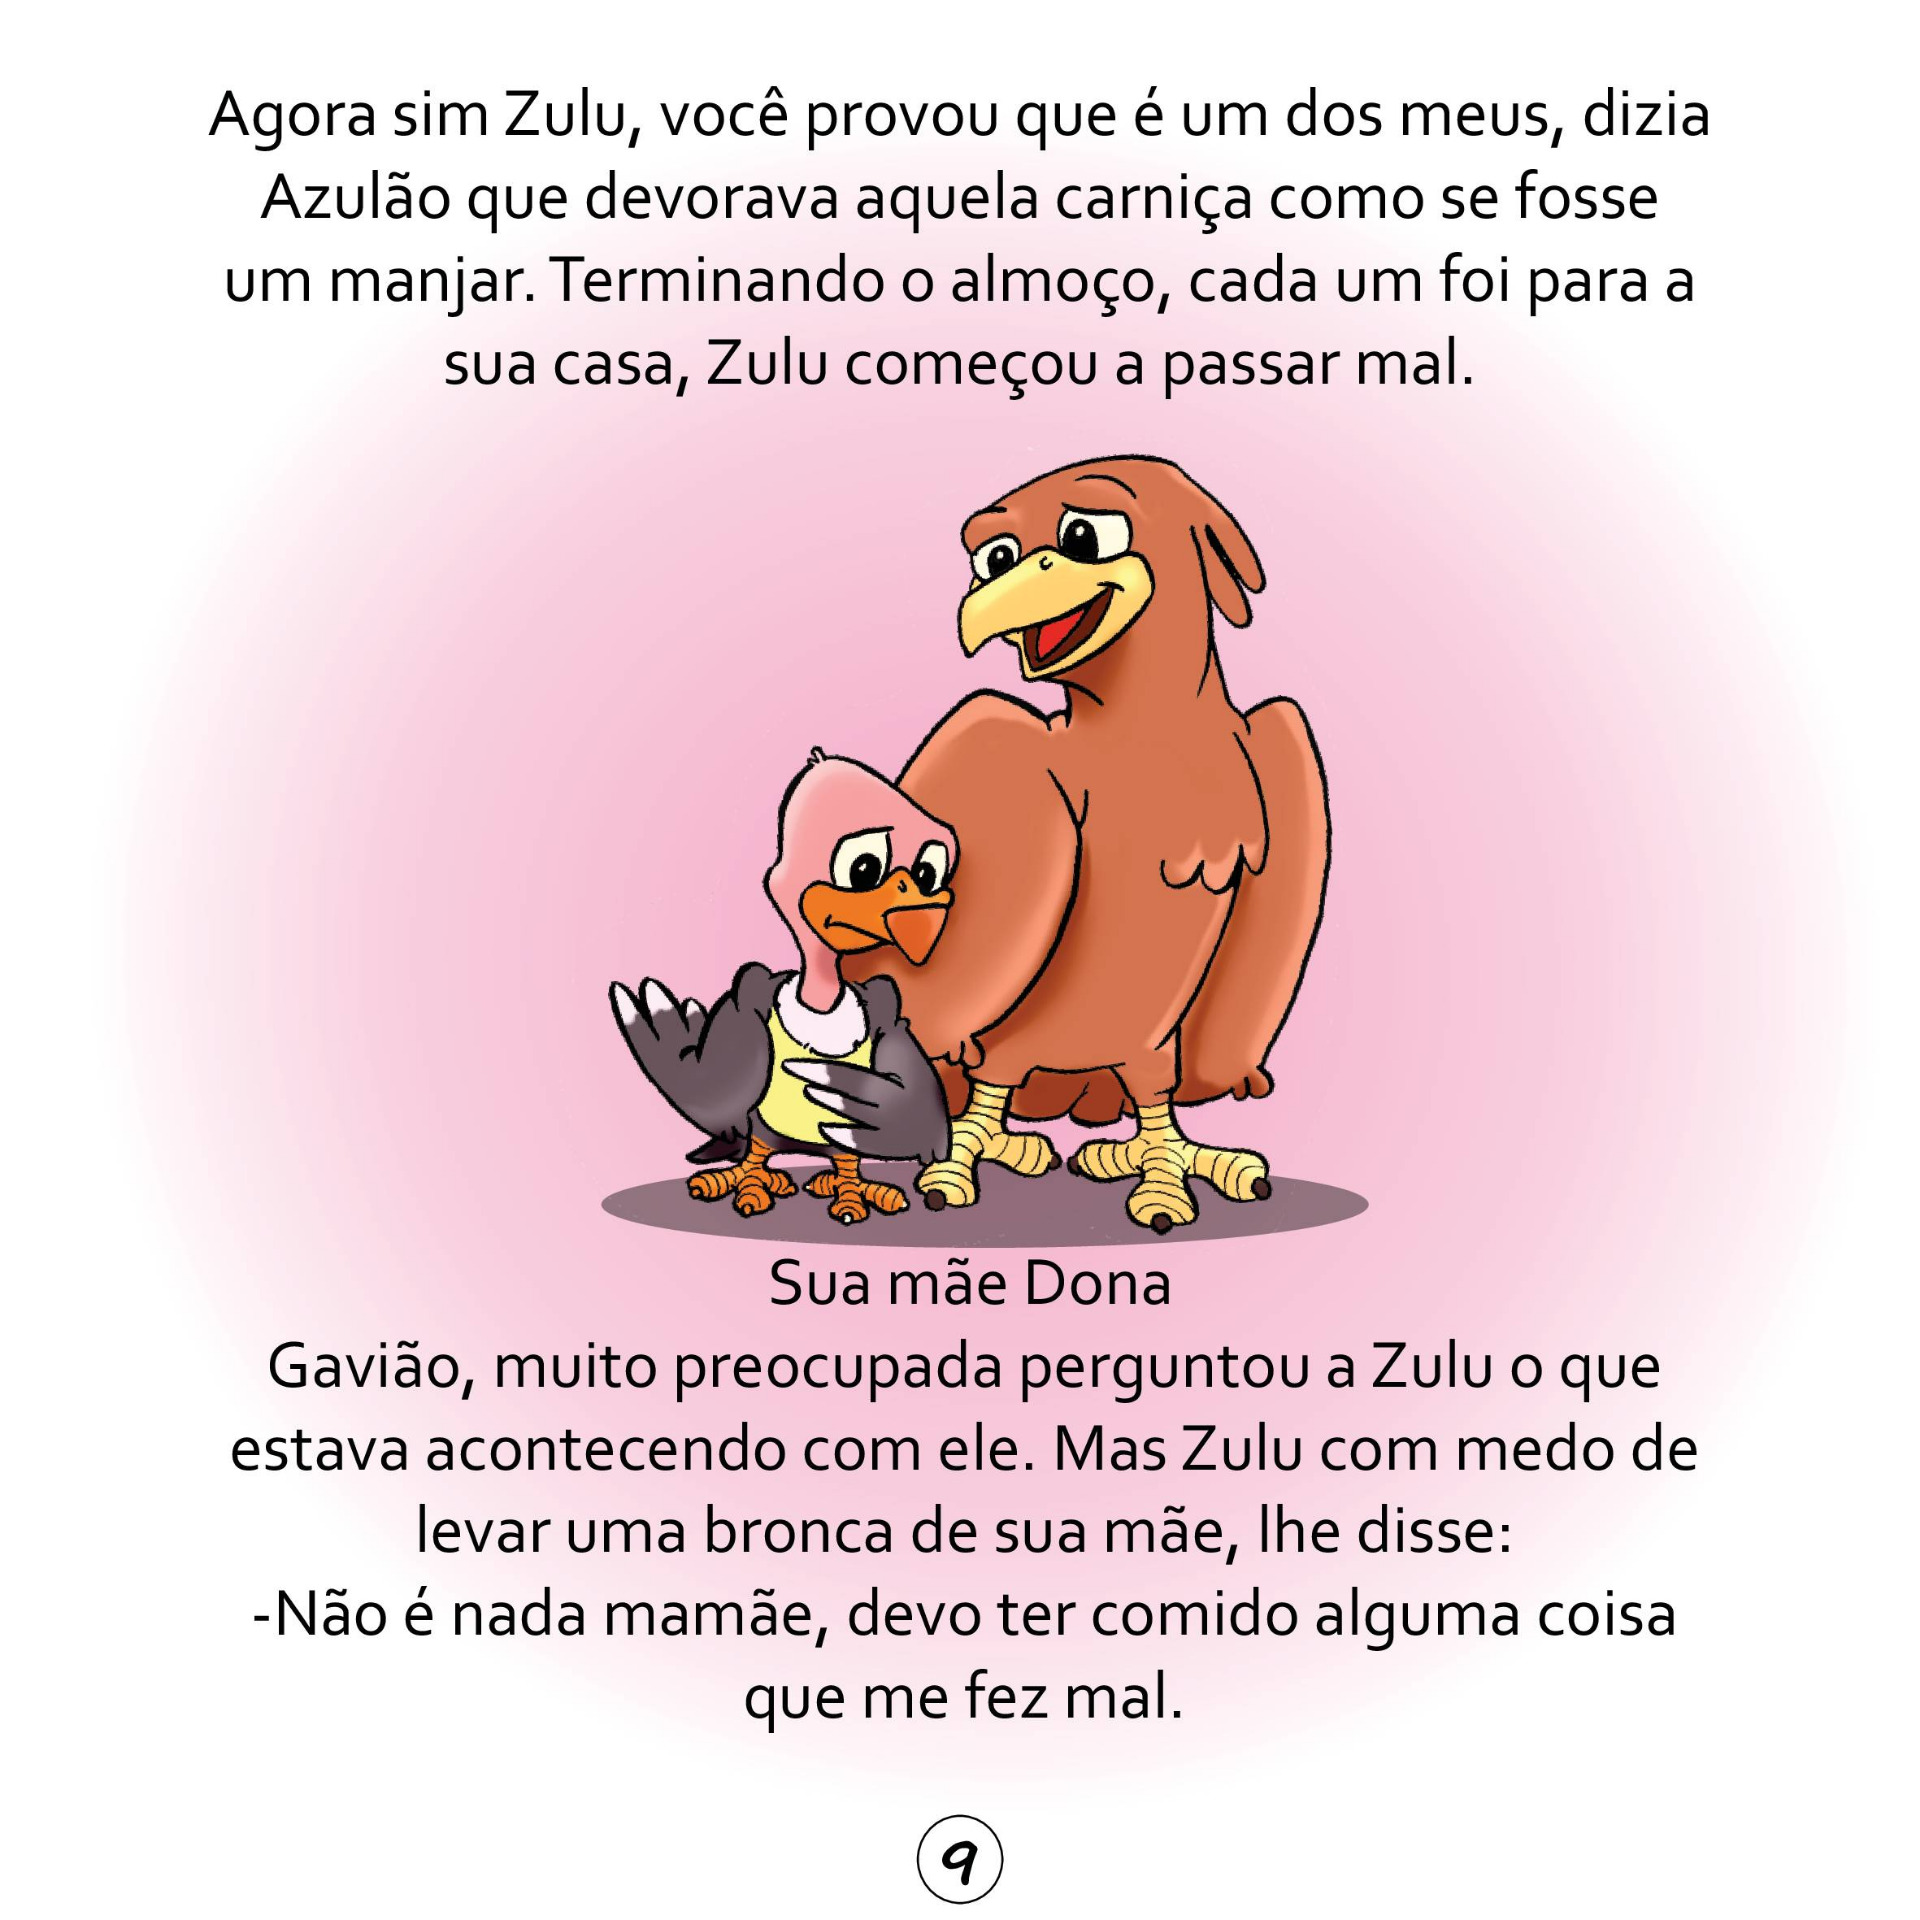 Agora sim Zulu, você provou que é um dos meus, dizia
Azulão que devorava aquela carniça como se fosse
um manjar. Terminando o almoço, cada um foi para a
sua casa, Zulu começou a passar mal.
Sua mãe Dona
Gavião, muito preocupada perguntou a Zulu o que
estava acontecendo com ele. Mas Zulu com medo de
levar uma bronca de sua mãe, lhe disse:
-Não é nada mamãe, devo ter comido alguma coisa
que me fez mal.
9